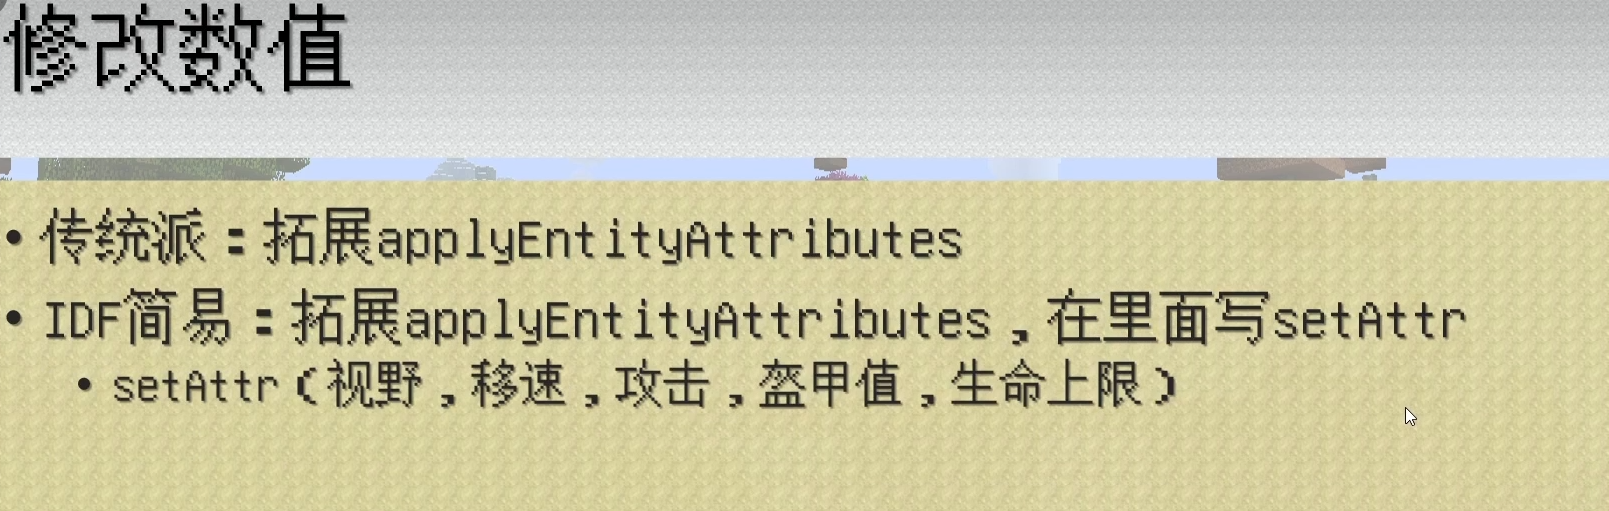 修改数值
• 传统派：拓展applyEntityAttributes
• IDF简易：拓展applyEntityAttributes，在里面写setAttr
• setAttr（视野，移速，攻击，盔甲值，生命上限）